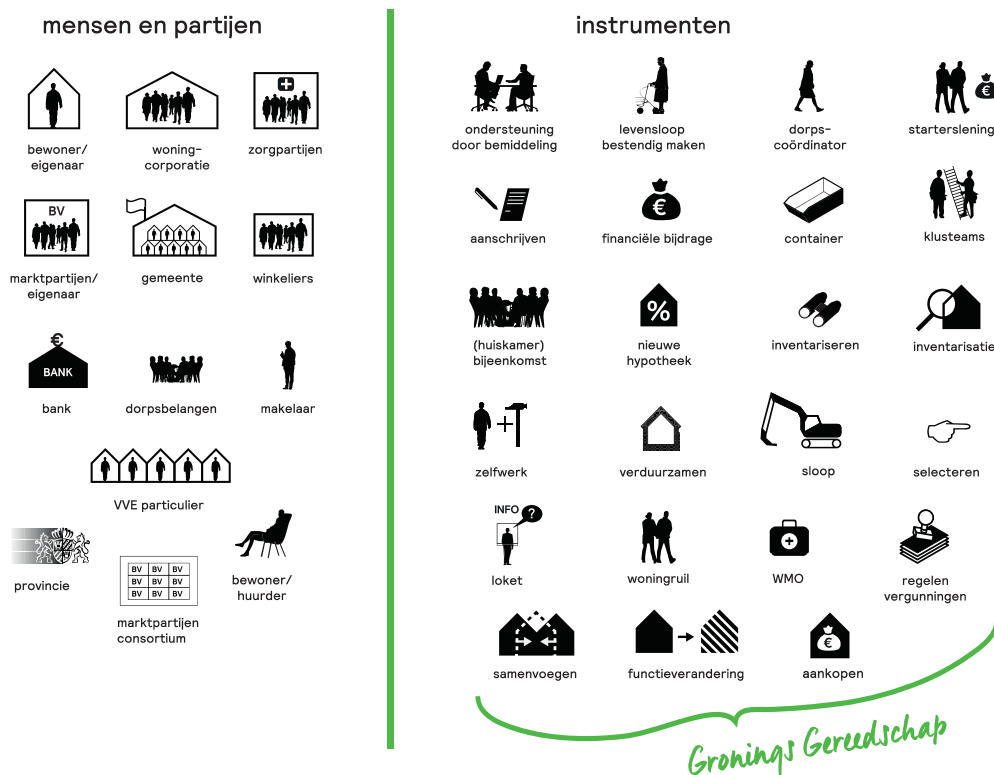 mensen en partijen
instrumenten
bewoner/
eigenaar
woning-
corporatie
zorgpartijen
BV
marktpartijen/
eigenaar
gemeente
winkeliers
€
BANK
bank
dorpsbelangen
makelaar
VVE particulier
provincie
BV BV BV
BV BV BV
BV BV BV
marktpartijen
consortium
bewoner/
huurder
ondersteuning
door bemiddeling
levensloop
bestendig maken
dorps-
coördinator
€
starterslening
aanschrijven
€
financiële bijdrage
container
klusteams
(huiskamer)
bijeenkomst
%
nieuwe
hypotheek
inventariseren
inventarisatie
+
zelfwerk
verduurzamen
sloop
selecteren
INFO
?
loket
woningruil
WMO
regelen
vergunningen
samenvoegen
functieverandering
€
aankopen
Gronings Gereedschap